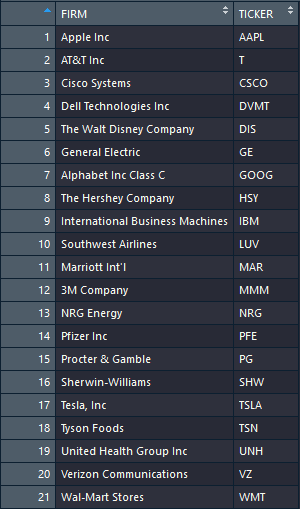 FIRM TICKER
1 Apple Inc AAPL
2 AT&T Inc T
3 Cisco Systems CSCO
4 Dell Technologies Inc DVMT
5 The Walt Disney Company DIS
6 General Electric GE
7 Alphabet Inc Class C GOOG
8 The Hershey Company HSY
9 International Business Machines IBM
10 Southwest Airlines LUV
11 Marriott Int'l MAR
12 3M Company MMM
13 NRG Energy NRG
14 Pfizer Inc PFE
15 Procter & Gamble PG
16 Sherwin-Williams SHW
17 Tesla, Inc TSLA
18 Tyson Foods TSN
19 United Health Group Inc UNH
20 Verizon Communications VZ
21 Wal-Mart Stores WMT